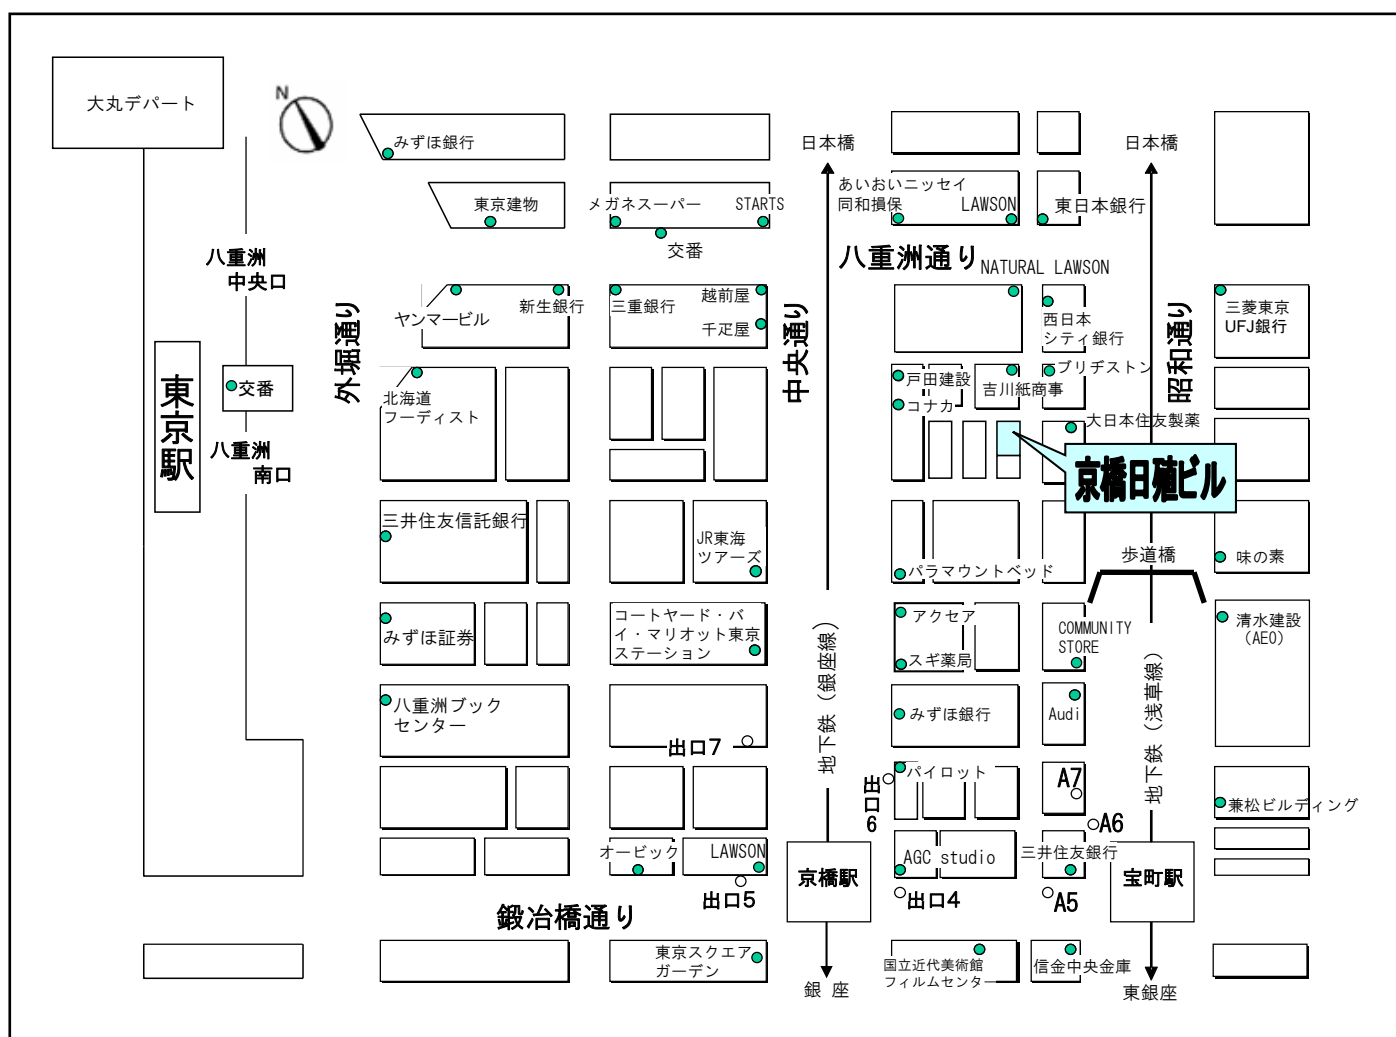 大丸デパート
N
みずほ銀行
日本橋
日本橋
東京建物
メガネスーパー
STARTS
あいおいニッセイ
同和損保
LAWSON
東日本銀行
交番
八重洲
中央口
八重洲通り
NATURAL LAWSON
外堀通り
ヤンマービル
新生銀行
三重銀行
越前屋
千疋屋
中央通り
西日本
シティ銀行
昭和通り
三菱東京
UFJ銀行
東京駅
交番
北海道
フーディスト
戸田建設
コナカ
吉川紙商事
ブリヂストン
大日本住友製薬
八重洲
南口
京橋日殖ビル
三井住友信託銀行
JR東海
ツアーズ
パラマウントベッド
歩道橋
味の素
みずほ証券
コートヤード・バ
イ・マリオット東京
ステーション
アクセア
スギ薬局
COMMUNITY
STORE
清水建設
(AEO)
地下鉄(銀座線)
地下鉄(浅草線)
八重洲ブック
センター
みずほ銀行
Audi
出口7
出口6
パイロット
A7
A6
兼松ビルディング
オービック
LAWSON
京橋駅
AGC studio
三井住友銀行
宝町駅
出口5
出口4
A5
鍛冶橋通り
東京スクエア
ガーデン
国立近代美術館
フィルムセンター
信金中央金庫
銀 座
東銀座